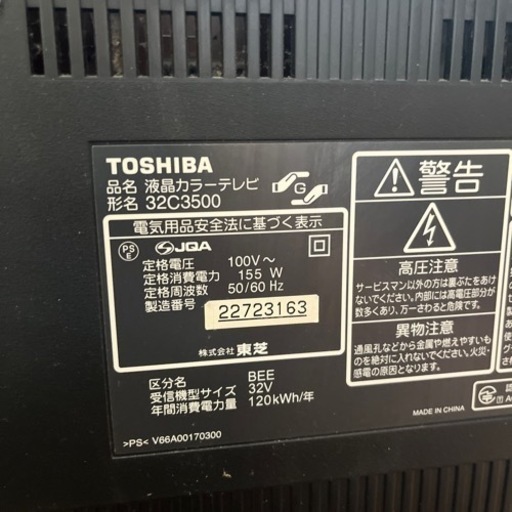 TOSHIBA
品名 液晶カラーテレビ
形名 32C3500
G
電気用品安全法に基づく表示
PS
E
JQA
定格電圧 100V～
定格消費電力 155 W
定格周波数 50/60 Hz
製造番号 22723163
株式会社 東芝
区分名 BEE
受信機型サイズ 32V
年間消費電力量 120kWh/年
>PS< V66A00170300
警告
高圧注意
サービスマン以外の方は裏ぶたをあけ
ないでください。内部には高電圧部分が
数多くあり、万一さわると危険です。
異物注意
通風孔などから金属や燃えやすいも
のを絶対に入れないでください。火災・
感電の原因となります。
MADE IN CHINA